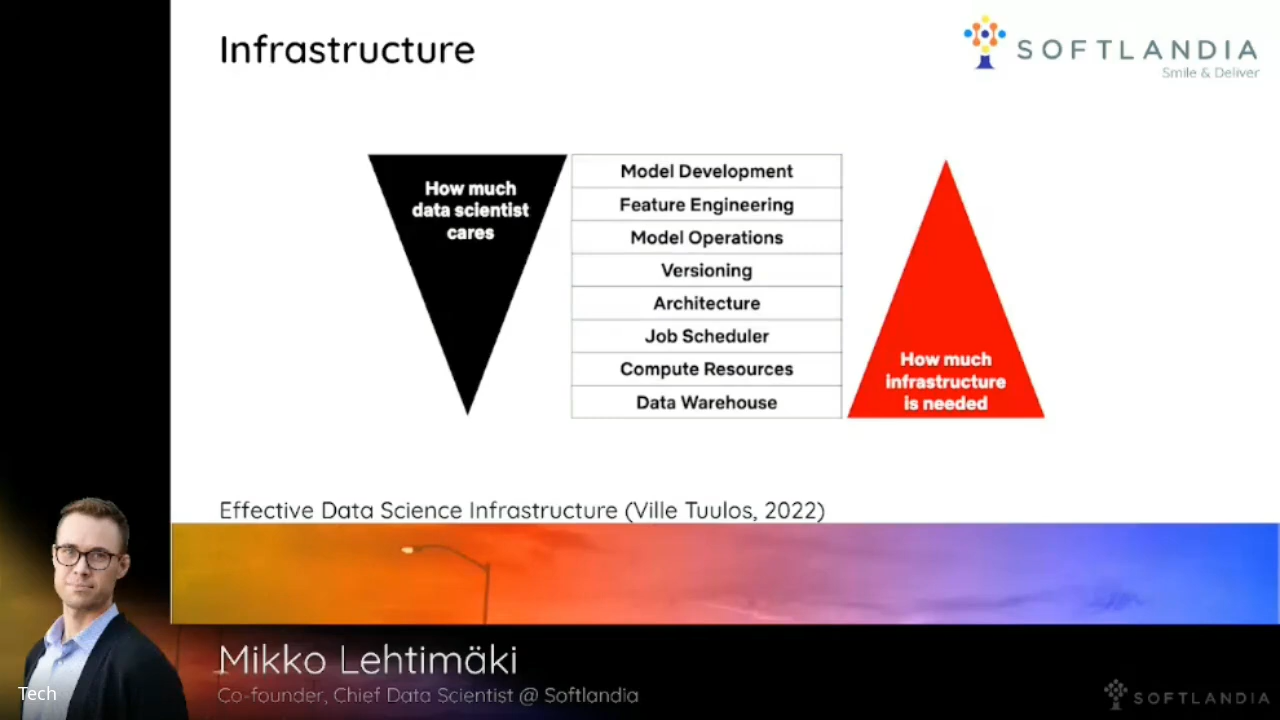 Infrastructure
SOFTLANDIA
Smile & Deliver
How much
data scientist
cares
Model Development
Feature Engineering
Model Operations
Versioning
Architecture
Job Scheduler
Compute Resources
Data Warehouse
How much
infrastructure
is needed
Effective Data Science Infrastructure (Ville Tuulos, 2022)
Mikko Lehtimäki
Co-founder, Chief Data Scientist @ Softlandia
Tech
SOFTLANDIA